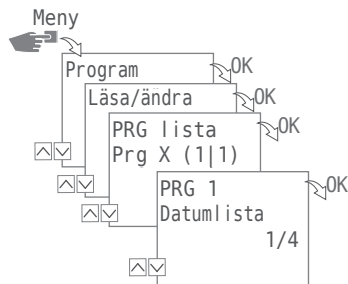 Meny
Program
OK
Läsa/ändra
OK
PRG lista
OK
Prg X (1|1)
PRG 1
OK
Datumlista
1/4